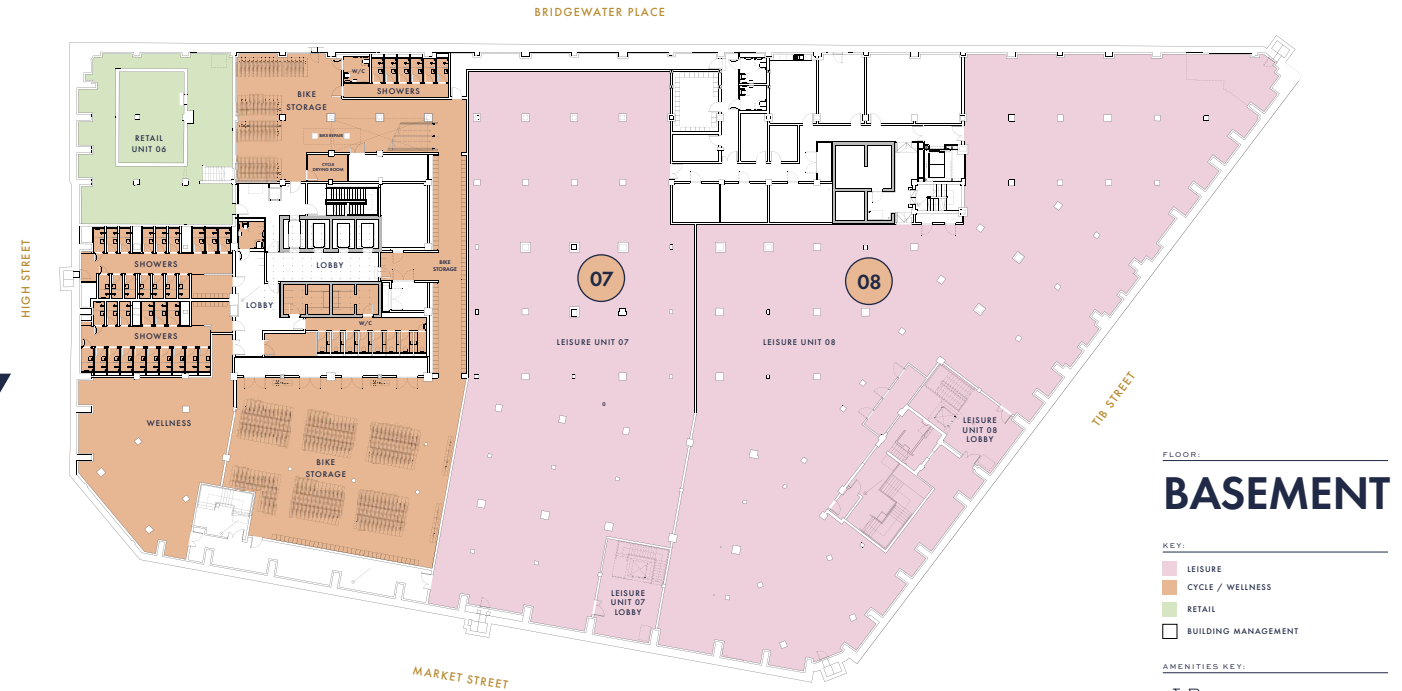 BRIDGEWATER PLACE
W/C
SHOWERS
BIKE
STORAGE
BIKE REPAIR
RETAIL
UNIT 06
CYCLE
DRYING ROOM
HIGH STREET
SHOWERS
LOBBY
BIKE
STORAGE
07
08
LOBBY
W/C
SHOWERS
LEISURE UNIT 07
LEISURE UNIT 08
TIB STREET
WELLNESS
LEISURE
UNIT 08
LOBBY
BIKE
STORAGE
LEISURE
UNIT 07
LOBBY
MARKET STREET
FLOOR:
BASEMENT
KEY:
LEISURE
CYCLE / WELLNESS
RETAIL
BUILDING MANAGEMENT
AMENITIES KEY: